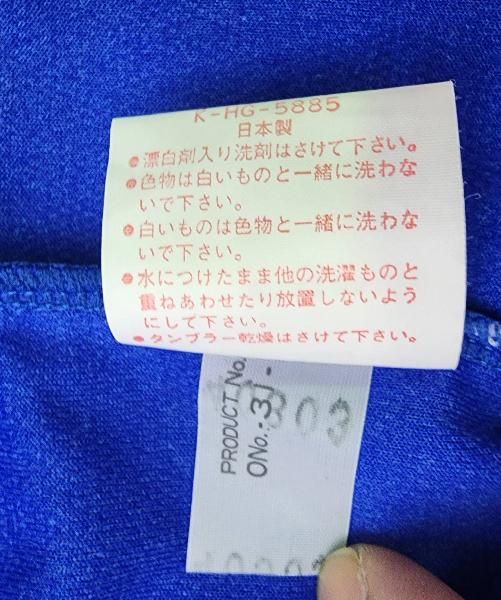 K-HG-5885
日本製
●漂白剤入り洗剤はさけて下さい。
●色物は白いものと一緒に洗わな
いで下さい。
●白いものは色物と一緒に洗わな
いで下さい。
●水につけたまま他の洗濯ものと
重ねあわせたり放置しないよう
にして下さい。
●タンブラー乾燥はさけて下さい。
PRODUCT No.
ONo.:3J-